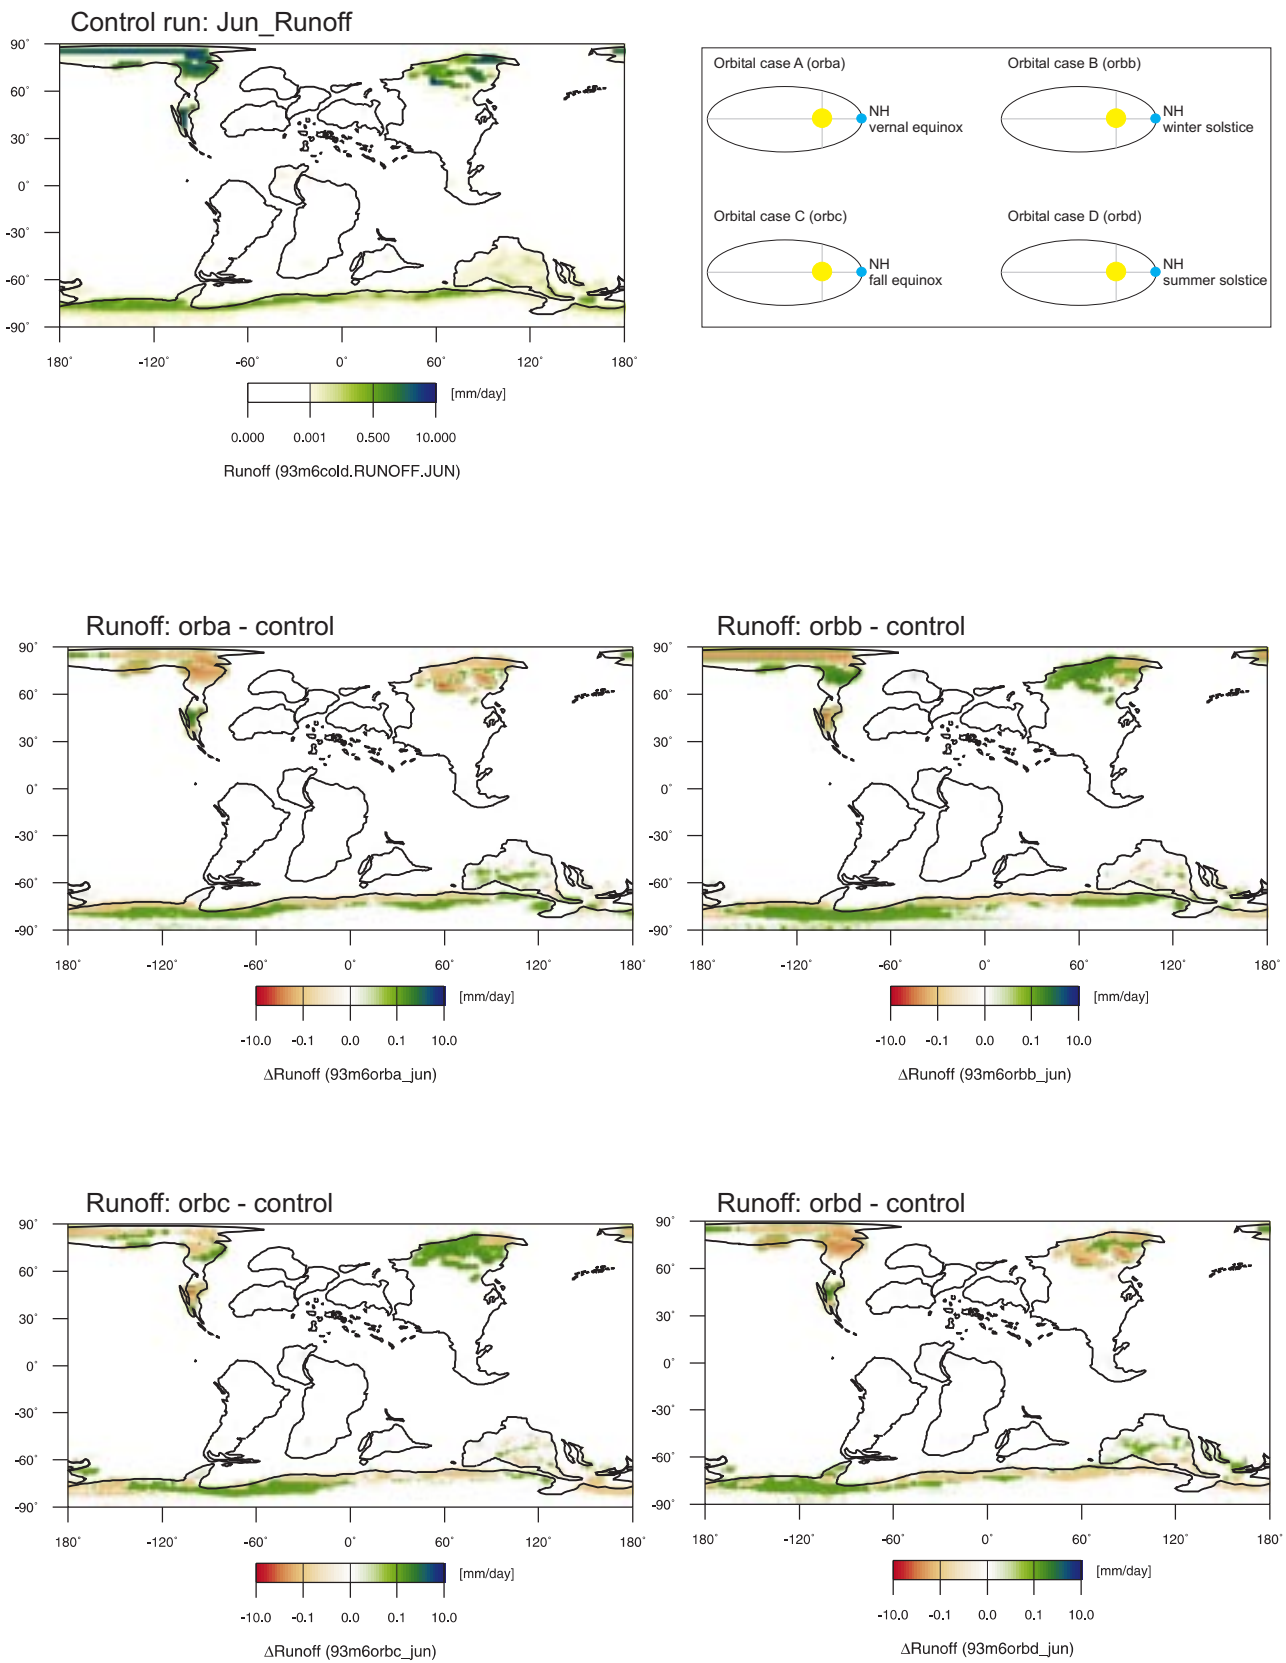 Control run: Jun_Runoff
90˚
60˚
30˚
0˚
-30˚
-60˚
-90˚
180˚ -120˚ -60˚ 0˚ 60˚ 120˚ 180˚
[mm/day]
0.000 0.001 0.500 10.000
Runoff (93m6cold.RUNOFF.JUN)
Orbital case A (orba)
NH
vernal equinox
Orbital case B (orbb)
NH
winter solstice
Orbital case C (orbc)
NH
fall equinox
Orbital case D (orbd)
NH
summer solstice
Runoff: orba - control
90˚
60˚
30˚
0˚
-30˚
-60˚
-90˚
180˚ -120˚ -60˚ 0˚ 60˚ 120˚ 180˚
[mm/day]
-10.0 -0.1 0.0 0.1 10.0
ΔRunoff (93m6orba_jun)
Runoff: orbb - control
90˚
60˚
30˚
0˚
-30˚
-60˚
-90˚
180˚ -120˚ -60˚ 0˚ 60˚ 120˚ 180˚
[mm/day]
-10.0 -0.1 0.0 0.1 10.0
ΔRunoff (93m6orbb_jun)
Runoff: orbc - control
90˚
60˚
30˚
0˚
-30˚
-60˚
-90˚
180˚ -120˚ -60˚ 0˚ 60˚ 120˚ 180˚
[mm/day]
-10.0 -0.1 0.0 0.1 10.0
ΔRunoff (93m6orbc_jun)
Runoff: orbd - control
90˚
60˚
30˚
0˚
-30˚
-60˚
-90˚
180˚ -120˚ -60˚ 0˚ 60˚ 120˚ 180˚
[mm/day]
-10.0 -0.1 0.0 0.1 10.0
ΔRunoff (93m6orbd_jun)